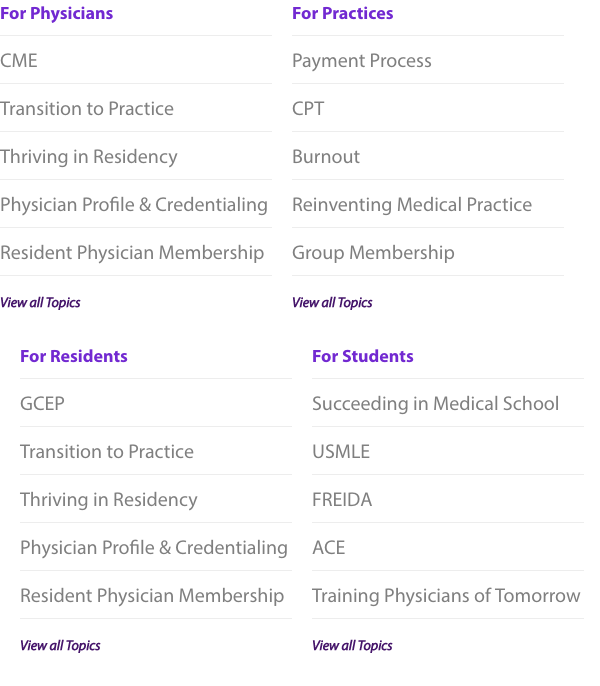 For Physicians
CME
Transition to Practice
Thriving in Residency
Physician Profile & Credentialing
Resident Physician Membership
View all Topics
For Practices
Payment Process
CPT
Burnout
Reinventing Medical Practice
Group Membership
View all Topics
For Residents
GCEP
Transition to Practice
Thriving in Residency
Physician Profile & Credentialing
Resident Physician Membership
View all Topics
For Students
Succeeding in Medical School
USMLE
FREIDA
ACE
Training Physicians of Tomorrow
View all Topics